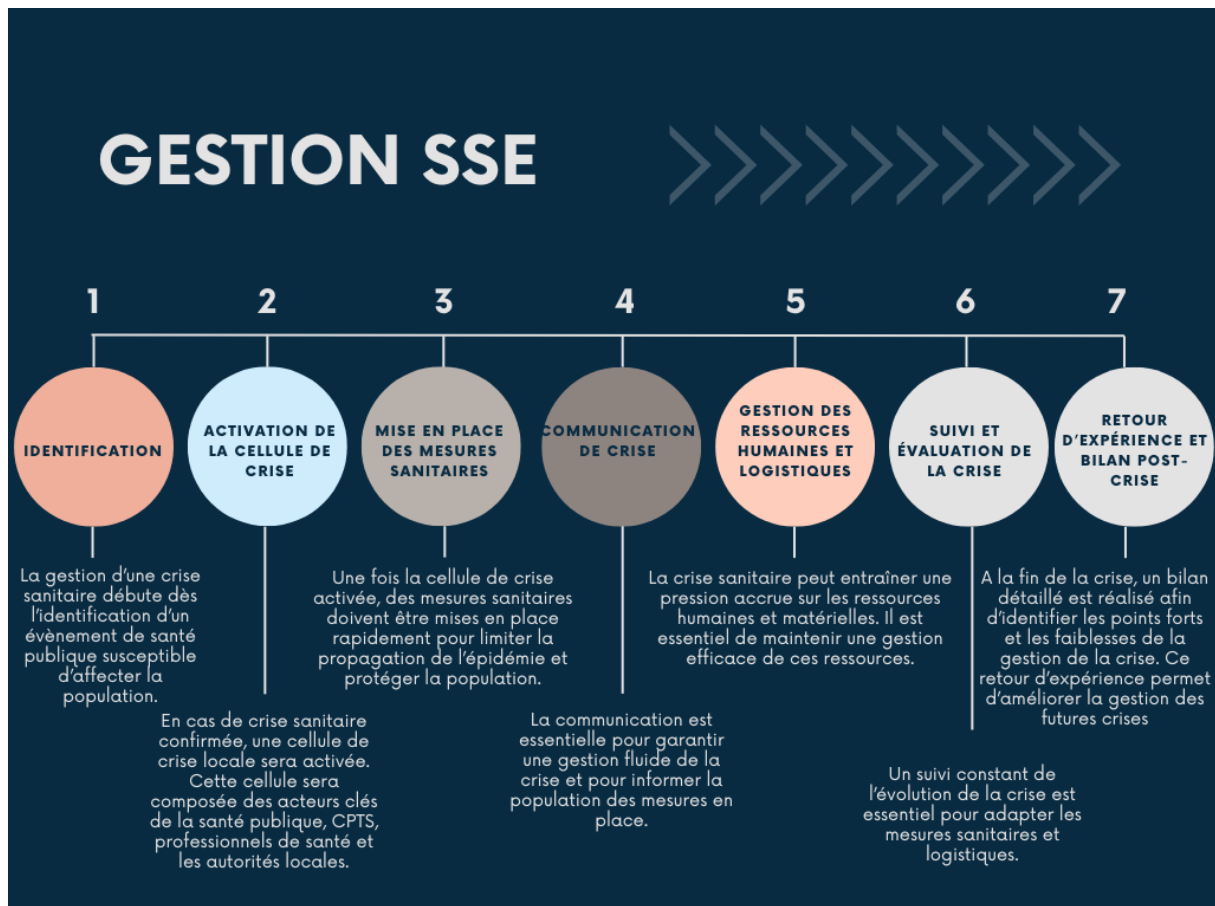 GESTION SSE
1
2
3
4
5
6
7
IDENTIFICATION
ACTIVATION DE
LA CELLULE DE
CRISE
MISE EN PLACE
DES MESURES
SANITAIRES
COMMUNICATION
DE CRISE
GESTION DES
RESSOURCES
HUMAINES ET
LOGISTIQUES
SUIVI ET
ÉVALUATION DE
LA CRISE
RETOUR
D'EXPÉRIENCE ET
BILAN POST-
CRISE
La gestion d'une crise
sanitaire débute dès
l'identification d'un
évènement de santé
publique susceptible
d'affecter la
population.
En cas de crise sanitaire
confirmée, une cellule de
crise locale sera activée.
Cette cellule sera
composée des acteurs clés
de la santé publique, CPTS,
professionnels de santé et
les autorités locales.
Une fois la cellule de crise
activée, des mesures sanitaires
doivent être mises en place
rapidement pour limiter la
propagation de l'épidémie et
protéger la population.
La communication est
essentielle pour garantir
une gestion fluide de la
crise et pour informer la
population des mesures en
place.
La crise sanitaire peut entraîner une
pression accrue sur les ressources
humaines et matérielles. Il est
essentiel de maintenir une gestion
efficace de ces ressources.
Un suivi constant de
l'évolution de la crise est
essentiel pour adapter les
mesures sanitaires et
logistiques.
A la fin de la crise, un bilan
détaillé est réalisé afin
d'identifier les points forts
et les faiblesses de la
gestion de la crise. Ce
retour d'expérience permet
d'améliorer la gestion des
futures crises